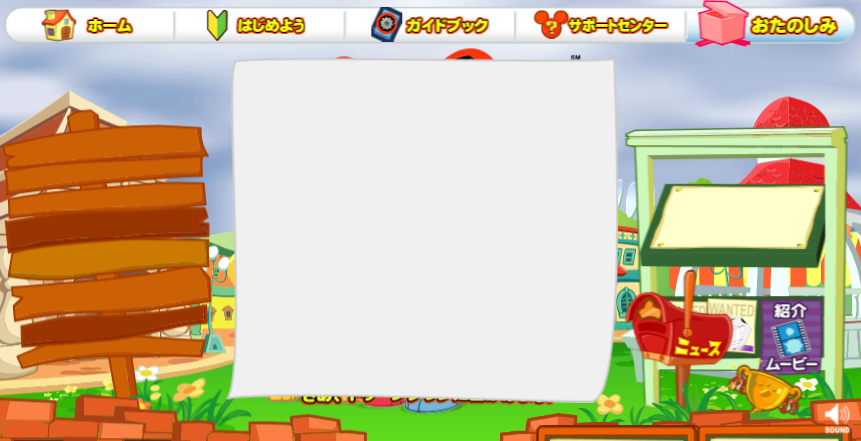 ホーム
はじめよう
ガイドブック
?
サポートセンター
おたのしみ
SM
WANTED
紹介
ムービー
ニュース
SOUND